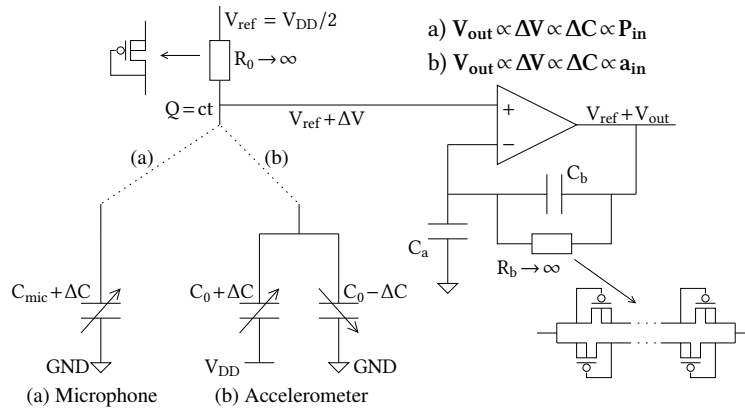 V_ref = V_DD/2
a) V_out ∝ ΔV ∝ ΔC ∝ P_in
b) V_out ∝ ΔV ∝ ΔC ∝ a_in
R_0 → ∞
Q = ct
V_ref + ΔV
+
−
V_ref + V_out
(a)
(b)
C_b
C_a
R_b → ∞
C_mic + ΔC
C_0 + ΔC
C_0 − ΔC
GND
V_DD
GND
(a) Microphone
(b) Accelerometer